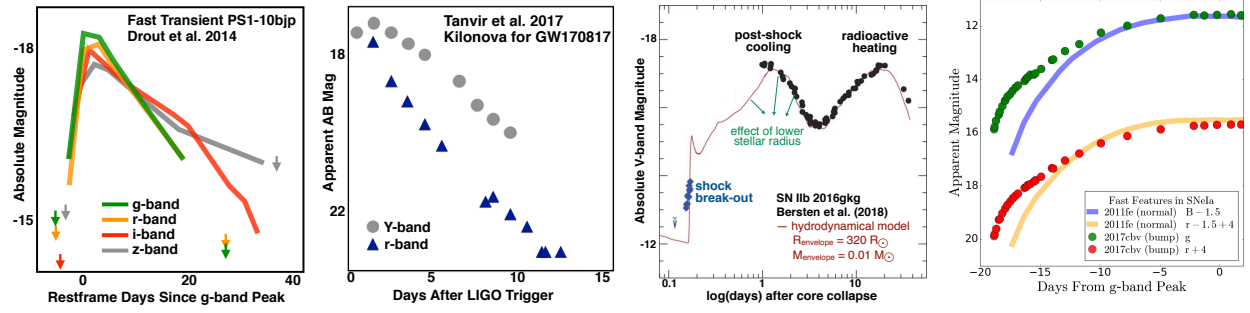 Fast Transient PS1-10bjp
Drout et al. 2014
-18
-15
Absolute Magnitude
g-band
r-band
i-band
z-band
0
20
40
Restframe Days Since g-band Peak
Tanvir et al. 2017
Kilonova for GW170817
18
22
Apparent AB Mag
Y-band
r-band
0
5
10
15
Days After LIGO Trigger
-18
-12
Absolute V-band Magnitude
post-shock
cooling
radioactive
heating
effect of lower
stellar radius
shock
break-out
SN IIb 2016gkg
Bersten et al. (2018)
— hydrodynamical model
R_envelope = 320 R☉
M_envelope = 0.01 M☉
0.1
1
10
log(days) after core collapse
12
14
16
18
20
Apparent Magnitude
Fast Features in SNeIa
2011fe (normal) B − 1.5
2011fe (normal) r − 1.5 + 4
2017cbv (bump) g
2017cbv (bump) r + 4
−20
−15
−10
−5
0
Days From g-band Peak